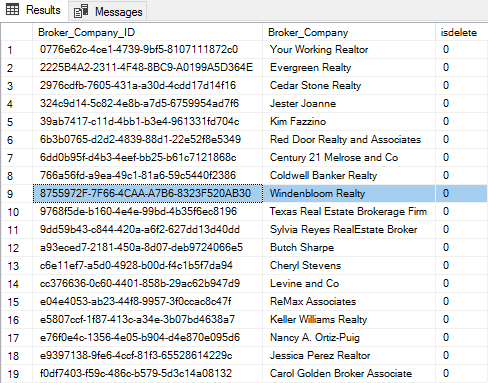 Results Messages
Broker_Company_ID Broker_Company isdelete
1 0776e62c-4ce1-4739-9bf5-8107111872c0 Your Working Realtor 0
2 2225B4A2-2311-4F48-8BC9-A0199A5D364E Evergreen Realty 0
3 2976cdfb-7605-431a-a30d-4cdd17d14f16 Cedar Stone Realty 0
4 324c9d14-5c82-4e8b-a7d5-6759954ad7f6 Jester Joanne 0
5 39ab7417-c11d-4bb1-b3e4-961331fd704c Kim Fazzino 0
6 6b3b0765-d2d2-4839-88d1-22e52f8e5349 Red Door Realty and Associates 0
7 6dd0b95f-d4b3-4eef-bb25-b61c7121868c Century 21 Melrose and Co 0
8 766a56fd-a9ea-49c1-81a6-59c5440f2386 Coldwell Banker Realty 0
9 8755972F-7F66-4CAA-A7B6-8323F520AB30 Windenbloom Realty 0
10 9768f5de-b160-4e4e-99bd-4b35f6ec8196 Texas Real Estate Brokerage Firm 0
11 9dd59b43-c844-420a-a6f2-627dd13d40dd Sylvia Reyes RealEstate Broker 0
12 a93eced7-2181-450a-8d07-deb9724066e5 Butch Sharpe 0
13 c6e11ef7-a5d0-4928-b00d-f4c1b5f7da94 Cheryl Stevens 0
14 cc376636-0c60-4401-858b-29ac62b947d9 Levine and Co 0
15 e04e4053-ab23-44f8-9957-3f0ccac8c47f ReMax Associates 0
16 e5807ccf-1f87-413c-a34e-3b07bd4638a7 Keller Williams Realty 0
17 e76f0e4c-1356-4e05-b904-d4e870e095d6 Nancy A. Ortiz-Puig 0
18 e9397138-9fe6-4ccf-81f3-65528614229c Jessica Perez Realtor 0
19 f0df7403-f59c-486c-b579-5d3c14a08132 Carol Golden Broker Associate 0